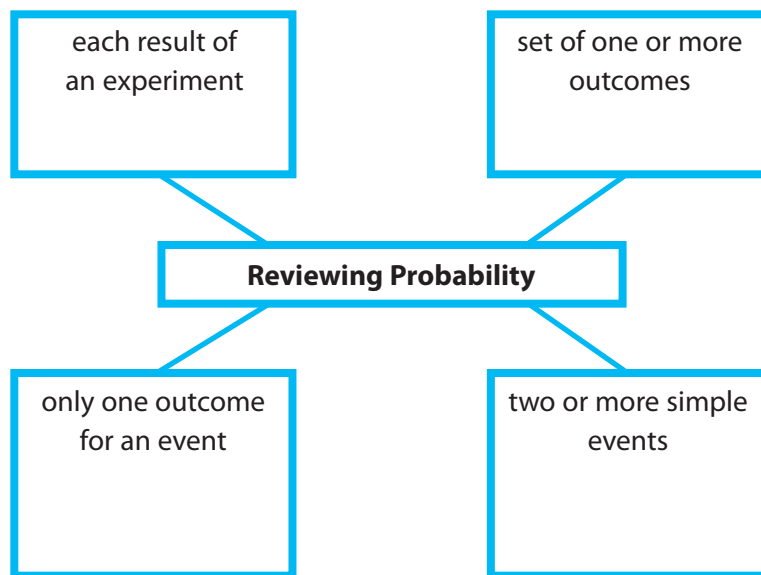 each result of
an experiment
set of one or more
outcomes
Reviewing Probability
only one outcome
for an event
two or more simple
events